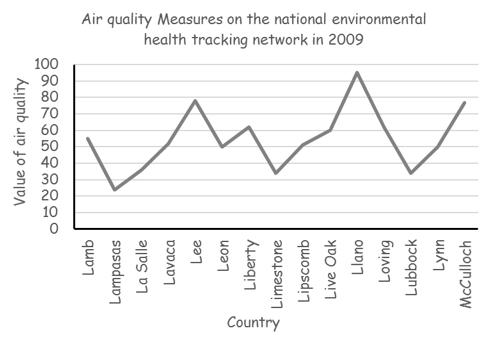 Air quality Measures on the national environmental
health tracking network in 2009
Value of air quality
100
90
80
70
60
50
40
30
20
10
0
Lamb
Lampasas
La Salle
Lavaca
Lee
Leon
Liberty
Limestone
Lipscomb
Live Oak
Llano
Loving
Lubbock
Lynn
McCulloch
Country